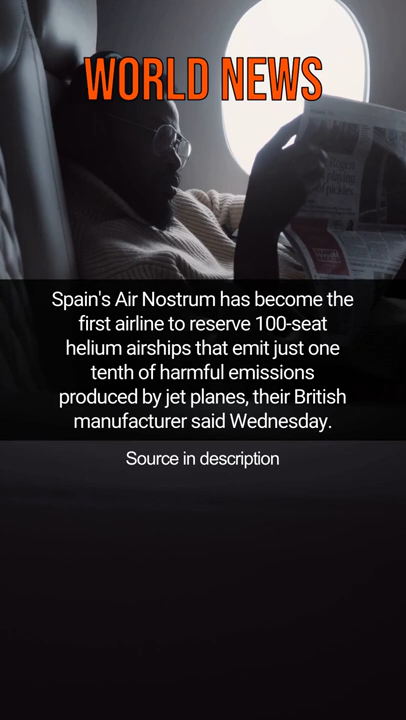 WORLD NEWS
Spain's Air Nostrum has become the
first airline to reserve 100-seat
helium airships that emit just one
tenth of harmful emissions
produced by jet planes, their British
manufacturer said Wednesday.
Source in description